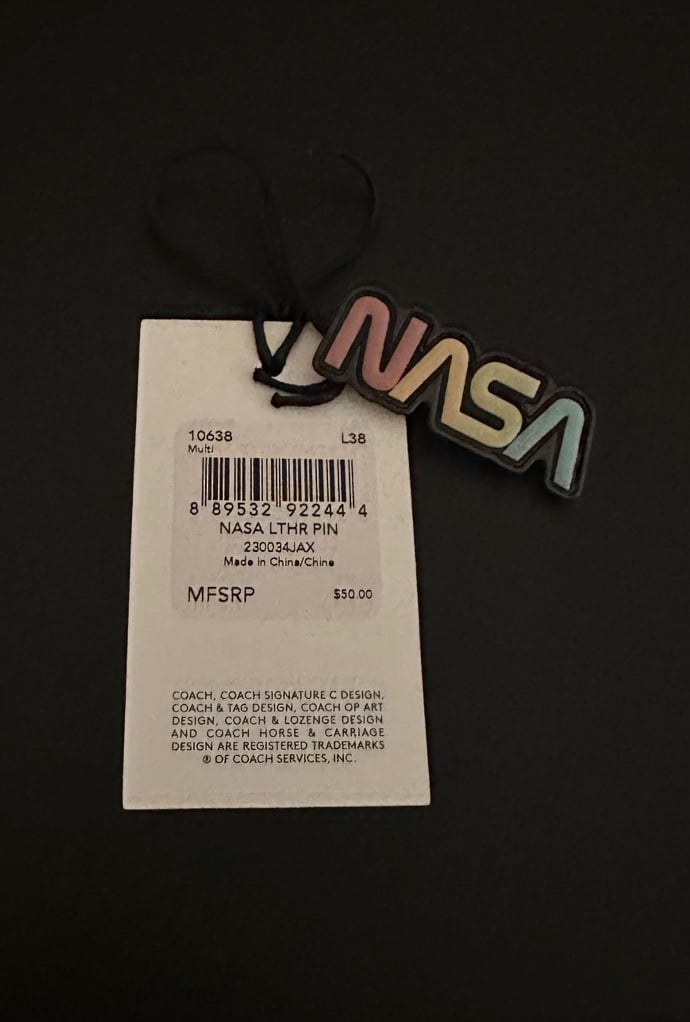 NASA
10638 L38
Multi
8 89532 92244 4
NASA LTHR PIN
230034JAX
Made in China/Chine
MFSRP $50.00
COACH, COACH SIGNATURE C DESIGN,
COACH & TAG DESIGN, COACH OP ART
DESIGN, COACH & LOZENGE DESIGN
AND COACH HORSE & CARRIAGE
DESIGN ARE REGISTERED TRADEMARKS
® OF COACH SERVICES, INC.